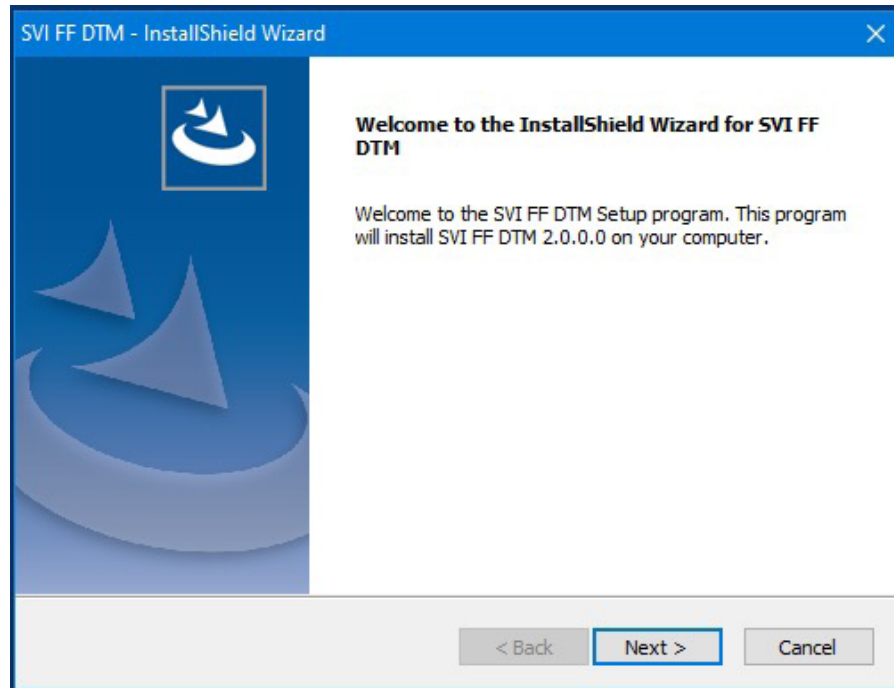 SVI FF DTM - InstallShield Wizard
Welcome to the InstallShield Wizard for SVI FF
DTM
Welcome to the SVI FF DTM Setup program. This program
will install SVI FF DTM 2.0.0.0 on your computer.
< Back Next > Cancel